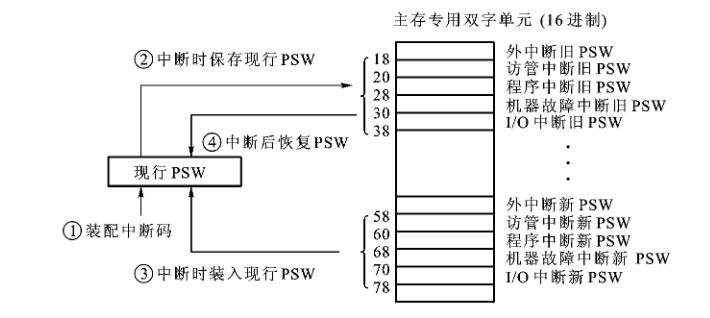 主存专用双字单元 (16 进制)
②中断时保存现行 PSW
18
20
28
30
38
外中断旧 PSW
访管中断旧 PSW
程序中断旧 PSW
机器故障中断旧 PSW
I/O 中断旧 PSW
④中断后恢复 PSW
现行 PSW
①装配中断码
③中断时装入现行 PSW
58
60
68
70
78
外中断新 PSW
访管中断新 PSW
程序中断新 PSW
机器故障中断新 PSW
I/O 中断新 PSW